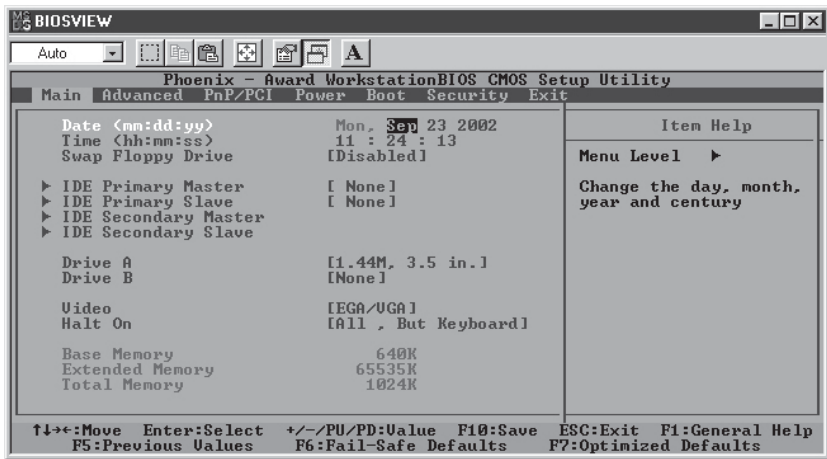 MS DOS BIOSVIEW
Auto A
Phoenix - Award WorkstationBIOS CMOS Setup Utility
Main Advanced PnP/PCI Power Boot Security Exit
Date (mm:dd:yy) Mon, Sep 23 2002
Time (hh:mm:ss) 11 : 24 : 13
Swap Floppy Drive [Disabled]
► IDE Primary Master [ None]
► IDE Primary Slave [ None]
► IDE Secondary Master
► IDE Secondary Slave
Drive A [1.44M, 3.5 in.]
Drive B [None]
Video [EGA/VGA]
Halt On [All , But Keyboard]
Base Memory 640K
Extended Memory 65535K
Total Memory 1024K
Item Help
Menu Level ►
Change the day, month,
year and century
↑↓→←:Move Enter:Select +/-/PU/PD:Value F10:Save ESC:Exit F1:General Help
F5:Previous Values F6:Fail-Safe Defaults F7:Optimized Defaults